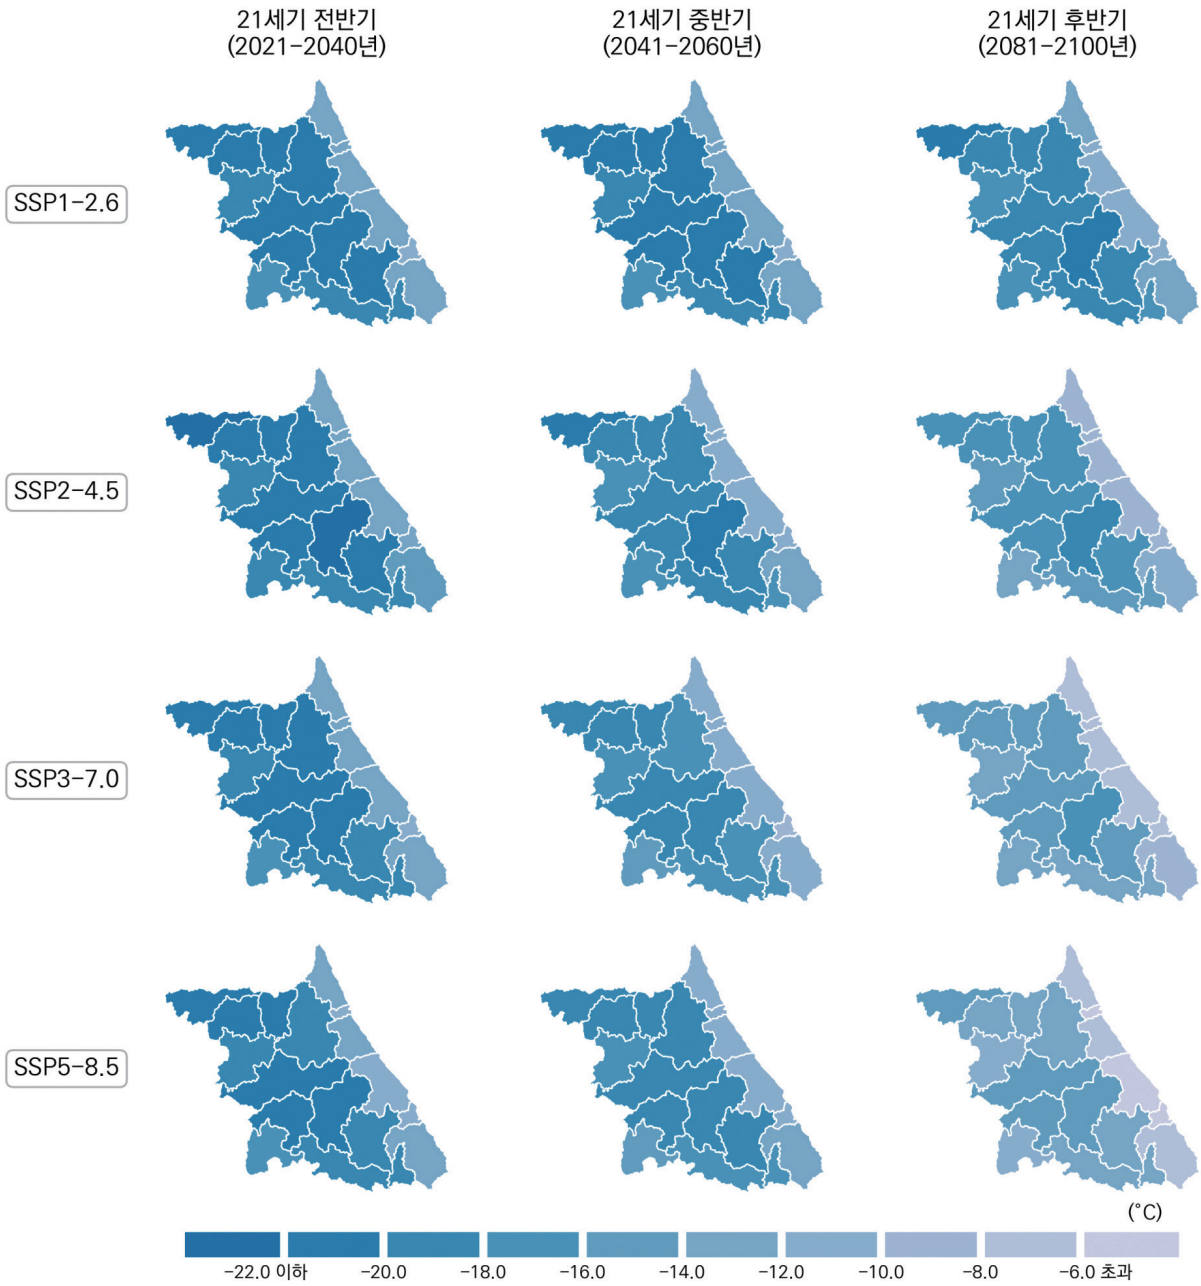 21세기 전반기
(2021-2040년)
21세기 중반기
(2041-2060년)
21세기 후반기
(2081-2100년)
SSP1-2.6
SSP2-4.5
SSP3-7.0
SSP5-8.5
(°C)
-22.0 이하 -20.0 -18.0 -16.0 -14.0 -12.0 -10.0 -8.0 -6.0 초과